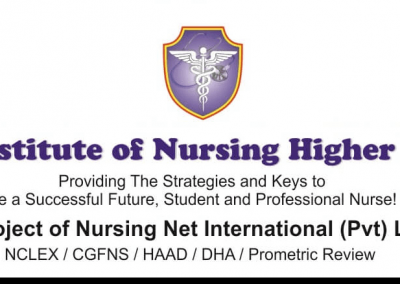 stitute of Nursing Higher
Providing The Strategies and Keys to
e a Successful Future, Student and Professional Nurse!
oject of Nursing Net International (Pvt) L
NCLEX / CGFNS / HAAD / DHA / Prometric Review